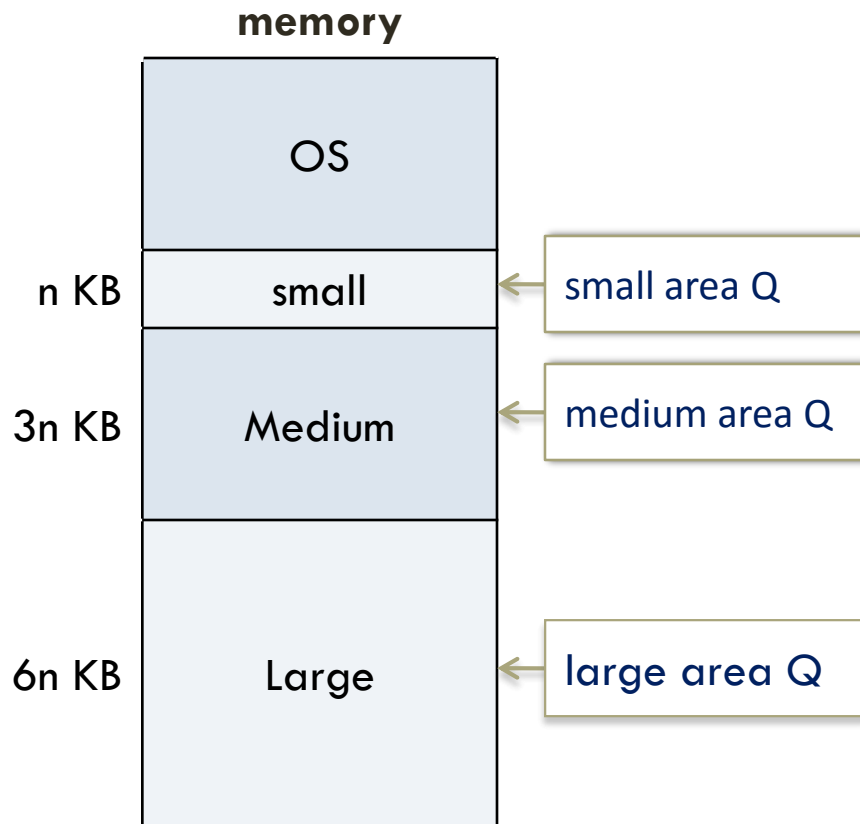 memory
OS
n KB
small
small area Q
3n KB
Medium
medium area Q
6n KB
Large
large area Q